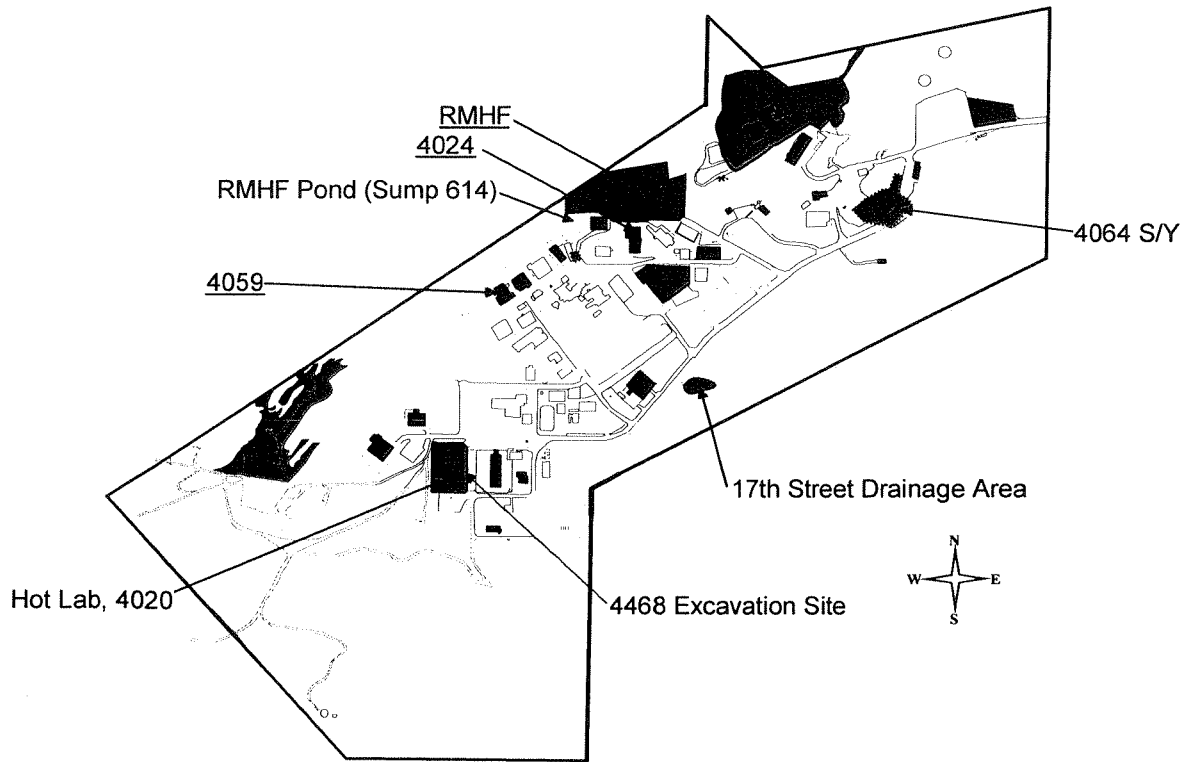 RMHF
4024
RMHF Pond (Sump 614)
4064 S/Y
4059
17th Street Drainage Area
Hot Lab, 4020
4468 Excavation Site
N
W E
S